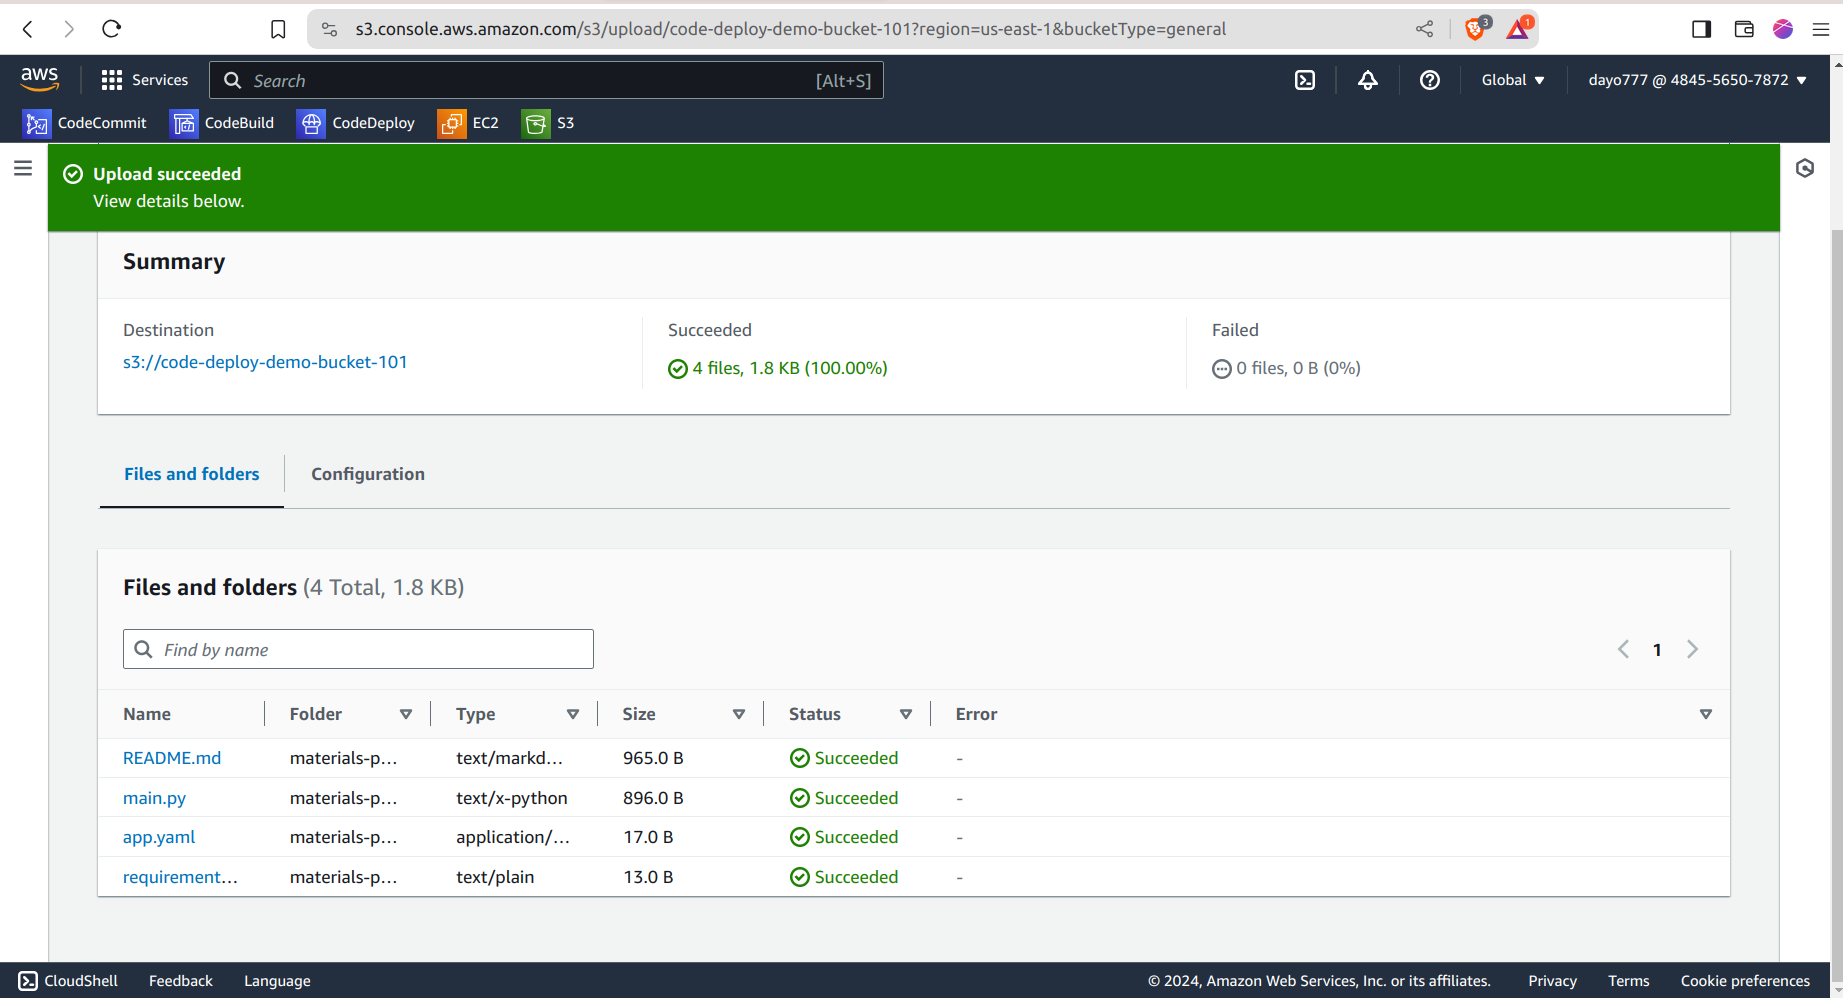 s3.console.aws.amazon.com/s3/upload/code-deploy-demo-bucket-101?region=us-east-1&bucketType=general
3
1
aws
Services
Search
[Alt+S]
Global
dayo777 @ 4845-5650-7872
CodeCommit
CodeBuild
CodeDeploy
EC2
S3
Upload succeeded
View details below.
Summary
Destination
s3://code-deploy-demo-bucket-101
Succeeded
4 files, 1.8 KB (100.00%)
Failed
0 files, 0 B (0%)
Files and folders
Configuration
Files and folders (4 Total, 1.8 KB)
Find by name
1
Name Folder Type Size Status Error
README.md materials-p... text/markd... 965.0 B Succeeded -
main.py materials-p... text/x-python 896.0 B Succeeded -
app.yaml materials-p... application/... 17.0 B Succeeded -
requirement... materials-p... text/plain 13.0 B Succeeded -
CloudShell
Feedback
Language
© 2024, Amazon Web Services, Inc. or its affiliates.
Privacy
Terms
Cookie preferences